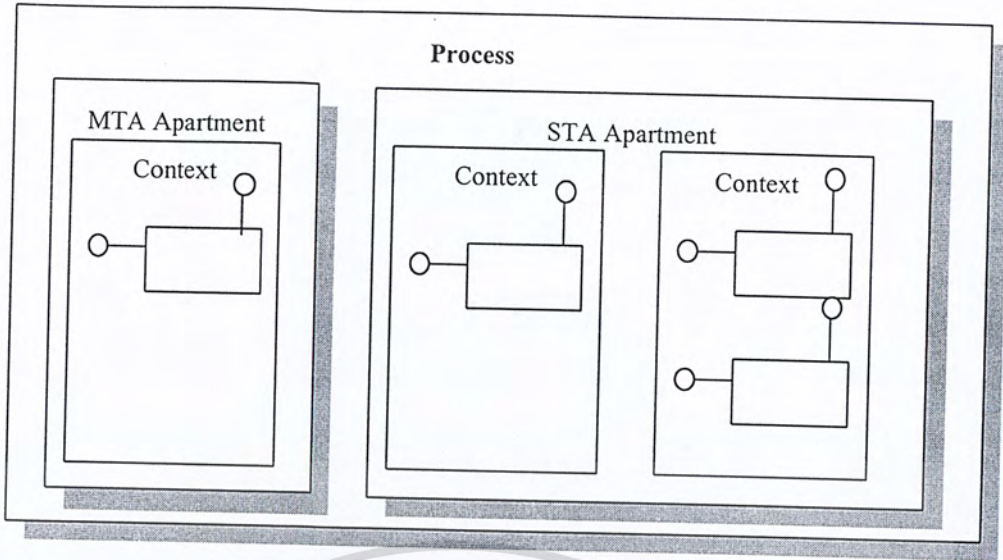 Process
MTA Apartment
Context
STA Apartment
Context
Context